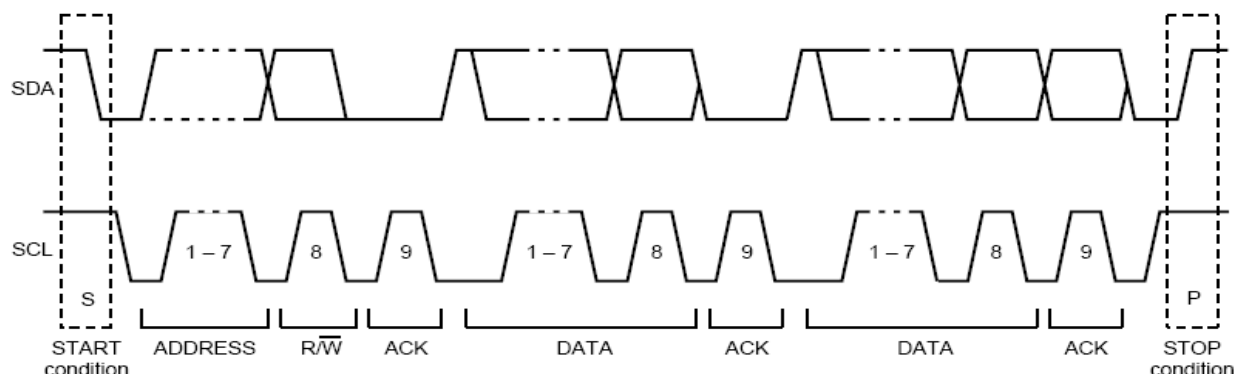 SDA
SCL
1 – 7
8
9
1 – 7
8
9
1 – 7
8
9
S
P
START
condition
ADDRESS
R/W̅
ACK
DATA
ACK
DATA
ACK
STOP
condition